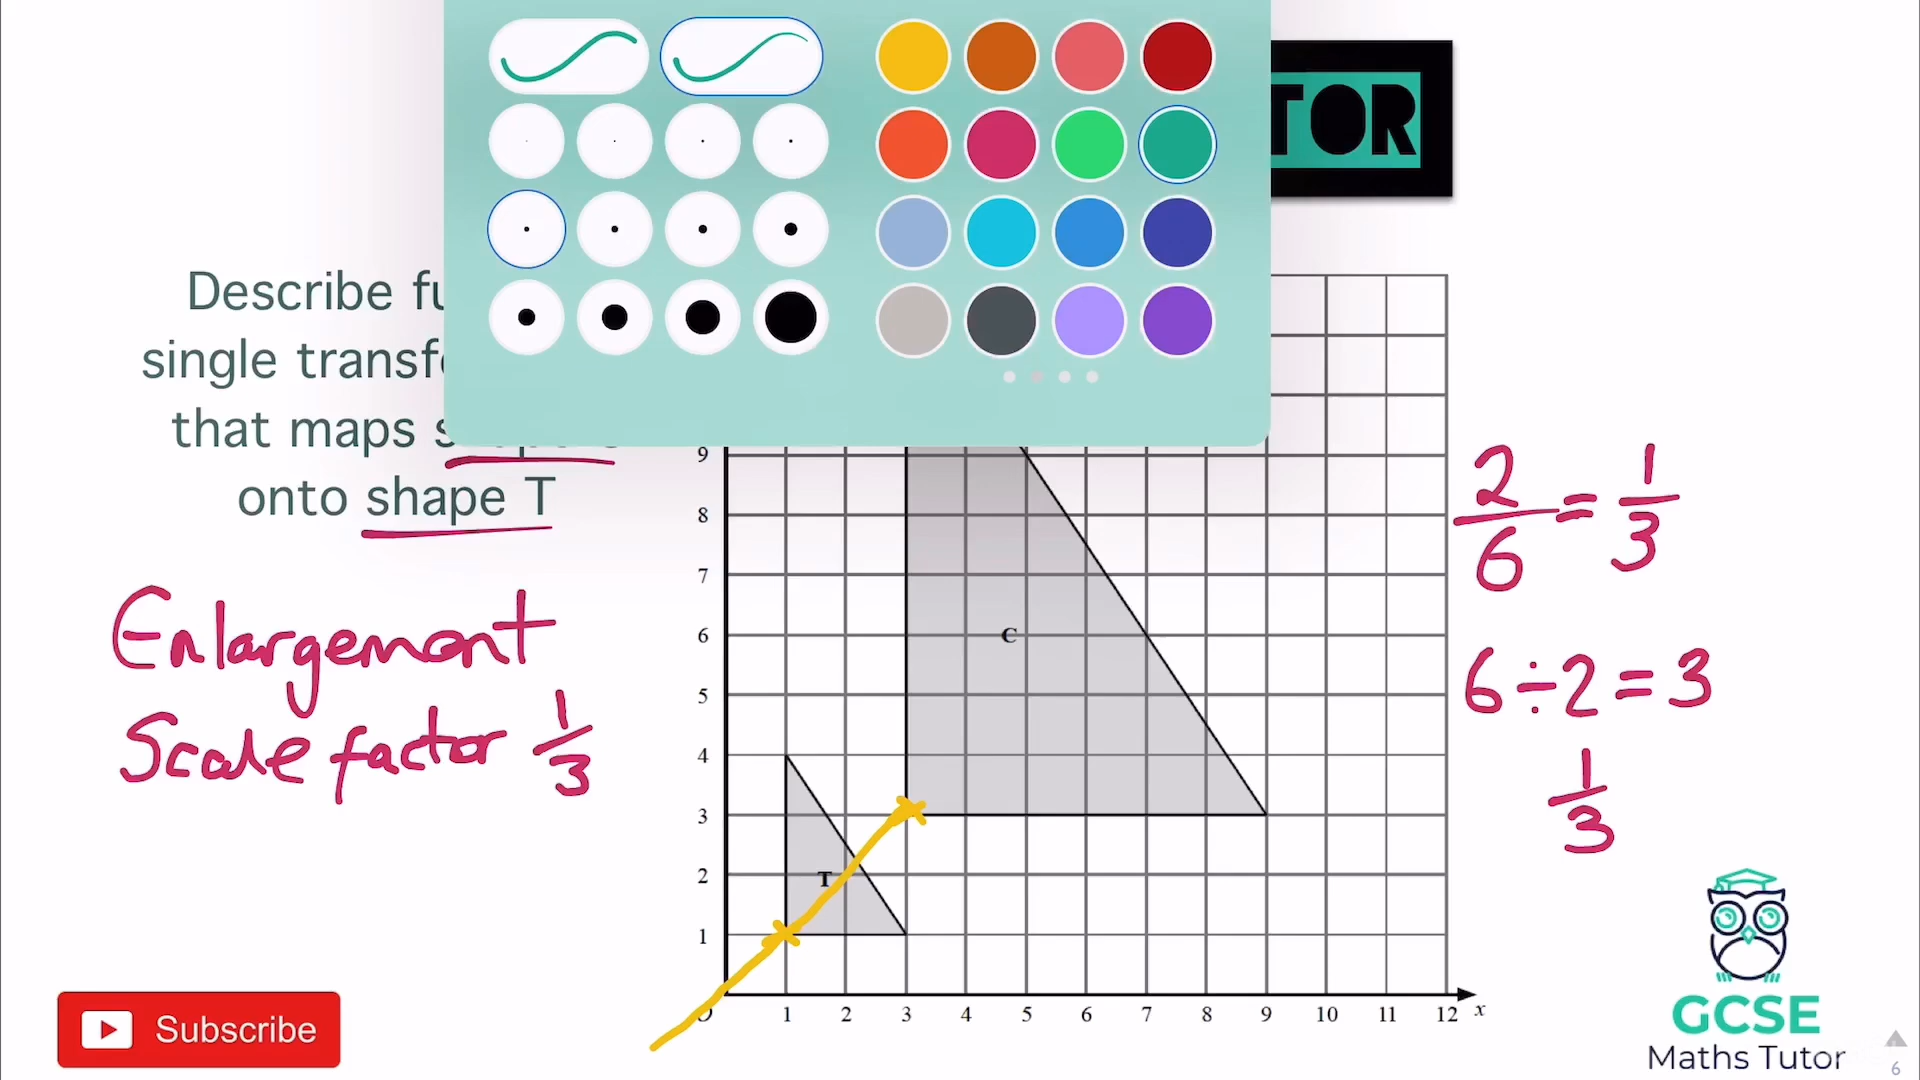 TOR
Describe fu
single transf
that maps s
onto shape T
Enlargement
Scale factor 1/3
9
8
7
6
5
4
3
2
1
C
T
1 2 3 4 5 6 7 8 9 10 11 12 x
2/6 = 1/3
6÷2=3
1/3
Subscribe
GCSE
Maths Tutor
6